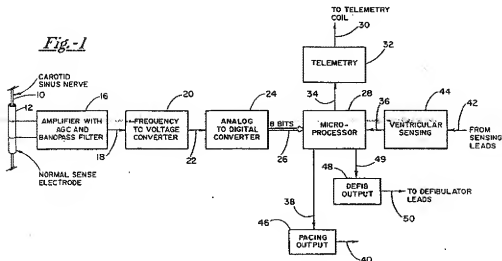 Fig.-1
CAROTID
SINUS NERVE
10
12
NORMAL SENSE
ELECTRODE
16
AMPLIFIER WITH
AGC AND
BANDPASS FILTER
18
20
FREQUENCY
TO VOLTAGE
CONVERTER
22
24
ANALOG
TO DIGITAL
CONVERTER
8 BITS
26
TO TELEMETRY
COIL
30
TELEMETRY
32
34
28
MICRO-
PROCESSOR
36
44
VENTRICULAR
SENSING
42
FROM
SENSING
LEADS
49
48
DEFIB
OUTPUT
TO DEFIBULATOR
LEADS
50
38
46
PACING
OUTPUT
40